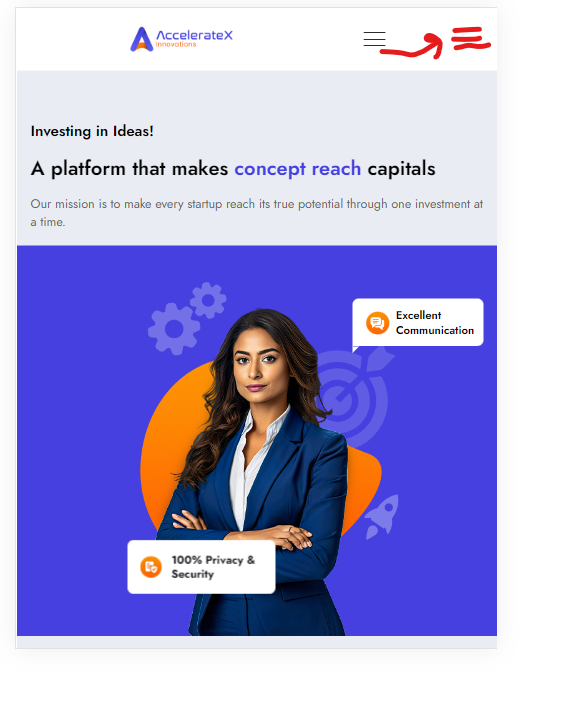 AccelerateX
Innovations
Investing in Ideas!
A platform that makes concept reach capitals
Our mission is to make every startup reach its true potential through one investment at
a time.
Excellent
Communication
100% Privacy &
Security